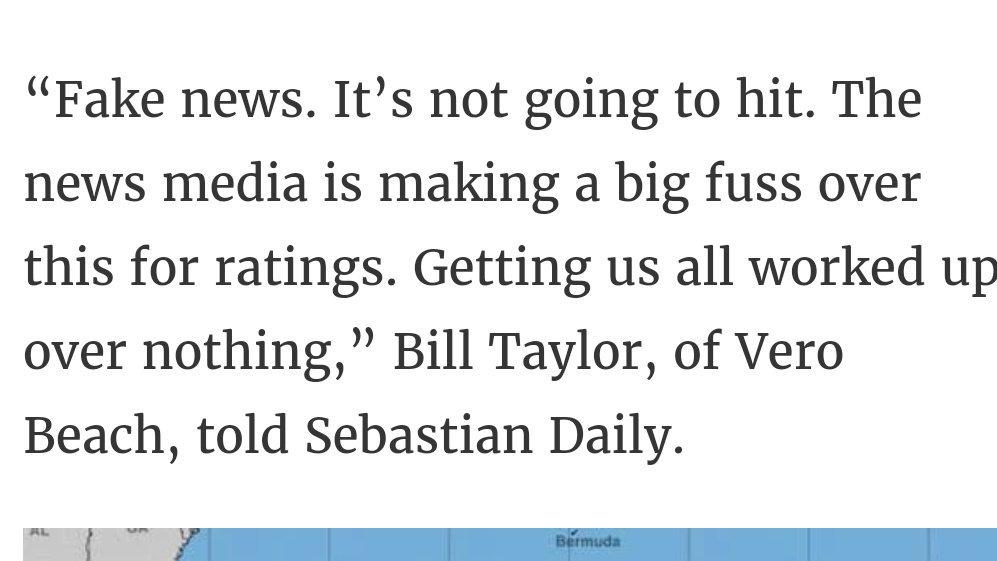 “Fake news. It’s not going to hit. The
news media is making a big fuss over
this for ratings. Getting us all worked up
over nothing,” Bill Taylor, of Vero
Beach, told Sebastian Daily.
AL GA Bermuda